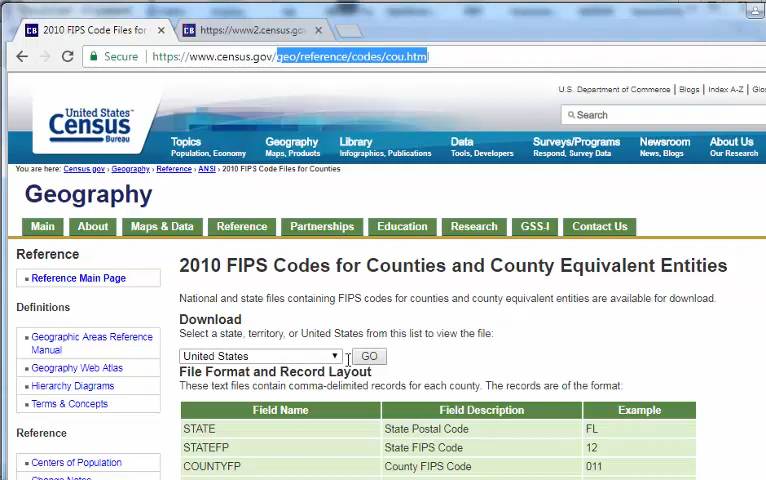 2010 FIPS Code Files for
https://www2.census.gov
Secure https://www.census.gov/geo/reference/codes/cou.html
U.S. Department of Commerce | Blogs | Index A-Z |
United States
Census
Bureau
Search
Topics
Population, Economy
Geography
Maps, Products
Library
Infographics, Publications
Data
Tools, Developers
Surveys/Programs
Respond, Survey Data
Newsroom
News, Blogs
About Us
Our Research
You are here: Census.gov › Geography › Reference › ANSI › 2010 FIPS Code Files for Counties
Geography
Main About Maps & Data Reference Partnerships Education Research GSS-I Contact Us
Reference
Reference Main Page
Definitions
Geographic Areas Reference
Manual
Geography Web Atlas
Hierarchy Diagrams
Terms & Concepts
Reference
Centers of Population
Change Notes
2010 FIPS Codes for Counties and County Equivalent Entities
National and state files containing FIPS codes for counties and county equivalent entities are available for download.
Download
Select a state, territory, or United States from this list to view the file:
United States GO
File Format and Record Layout
These text files contain comma-delimited records for each county. The records are of the format:
Field Name Field Description Example
STATE State Postal Code FL
STATEFP State FIPS Code 12
COUNTYFP County FIPS Code 011